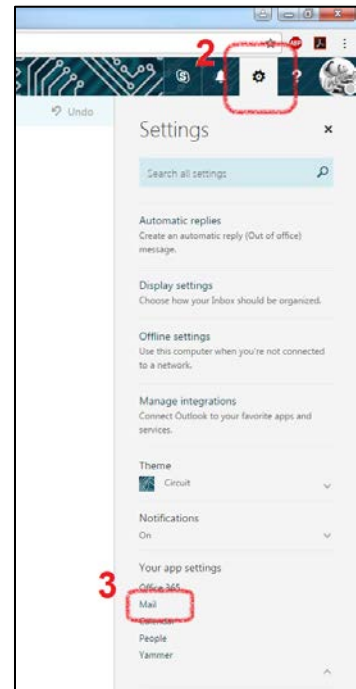 2
ABP
S
?
Undo
Settings
×
Search all settings
Automatic replies
Create an automatic reply (Out of office)
message.
Display settings
Choose how your Inbox should be organized.
Offline settings
Use this computer when you're not connected
to a network.
Manage integrations
Connect Outlook to your favorite apps and
services.
Theme
Circuit
Notifications
On
Your app settings
3
Office 365
Mail
Calendar
People
Yammer